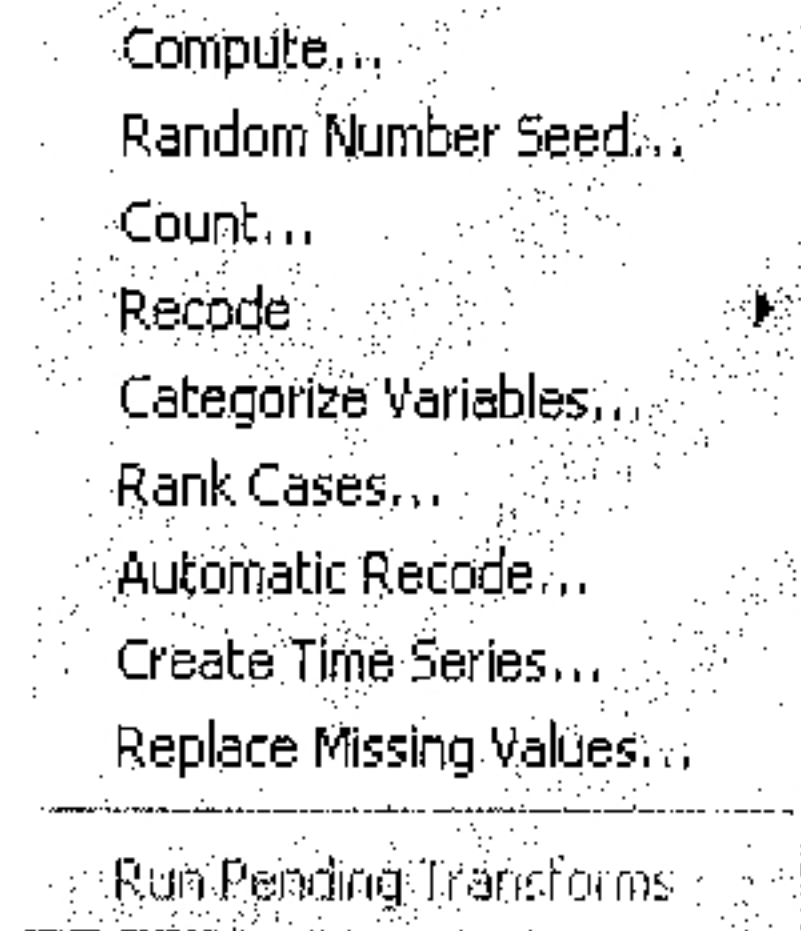 Compute...
Random Number Seed...
Count...
Recode
Categorize Variables...
Rank Cases...
Automatic Recode...
Create Time Series...
Replace Missing Values...
Run Pending Transforms